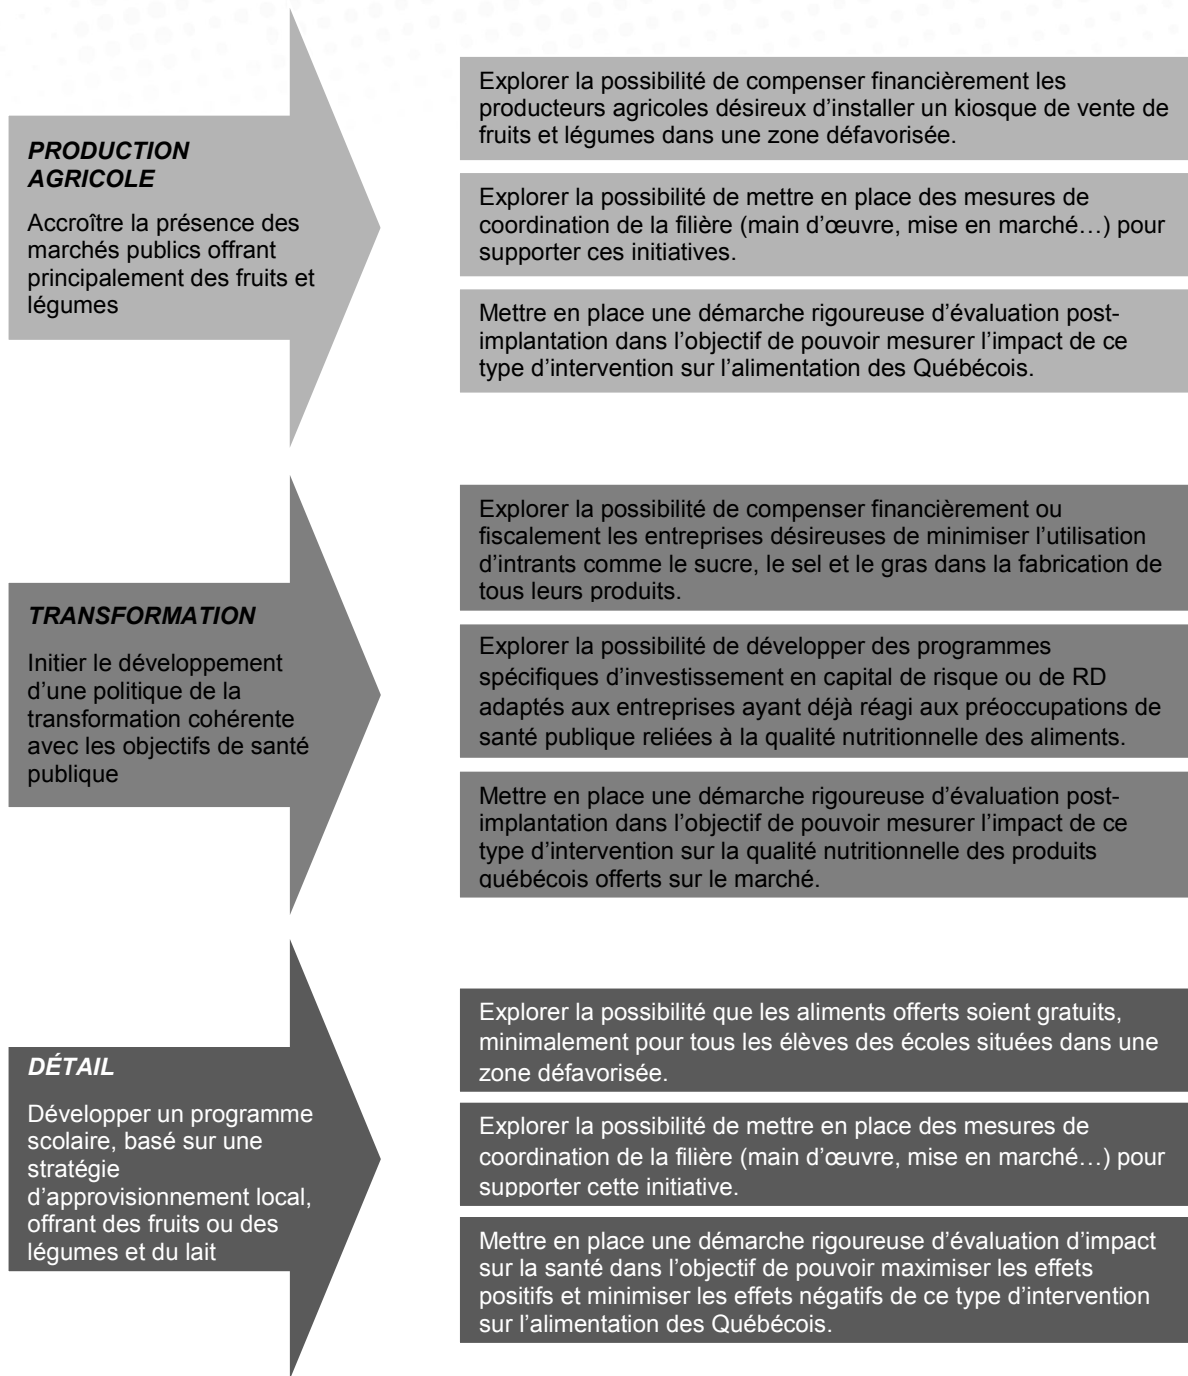 PRODUCTION
AGRICOLE
Accroître la présence des
marchés publics offrant
principalement des fruits et
légumes
Explorer la possibilité de compenser financièrement les
producteurs agricoles désireux d’installer un kiosque de vente de
fruits et légumes dans une zone défavorisée.
Explorer la possibilité de mettre en place des mesures de
coordination de la filière (main d’œuvre, mise en marché…) pour
supporter ces initiatives.
Mettre en place une démarche rigoureuse d’évaluation post-
implantation dans l’objectif de pouvoir mesurer l’impact de ce
type d’intervention sur l’alimentation des Québécois.
TRANSFORMATION
Initier le développement
d’une politique de la
transformation cohérente
avec les objectifs de santé
publique
Explorer la possibilité de compenser financièrement ou
fiscalement les entreprises désireuses de minimiser l’utilisation
d’intrants comme le sucre, le sel et le gras dans la fabrication de
tous leurs produits.
Explorer la possibilité de développer des programmes
spécifiques d’investissement en capital de risque ou de RD
adaptés aux entreprises ayant déjà réagi aux préoccupations de
santé publique reliées à la qualité nutritionnelle des aliments.
Mettre en place une démarche rigoureuse d’évaluation post-
implantation dans l’objectif de pouvoir mesurer l’impact de ce
type d’intervention sur la qualité nutritionnelle des produits
québécois offerts sur le marché.
DÉTAIL
Développer un programme
scolaire, basé sur une
stratégie
d’approvisionnement local,
offrant des fruits ou des
légumes et du lait
Explorer la possibilité que les aliments offerts soient gratuits,
minimalement pour tous les élèves des écoles situées dans une
zone défavorisée.
Explorer la possibilité de mettre en place des mesures de
coordination de la filière (main d’œuvre, mise en marché…) pour
supporter cette initiative.
Mettre en place une démarche rigoureuse d’évaluation d’impact
sur la santé dans l’objectif de pouvoir maximiser les effets
positifs et minimiser les effets négatifs de ce type d’intervention
sur l’alimentation des Québécois.